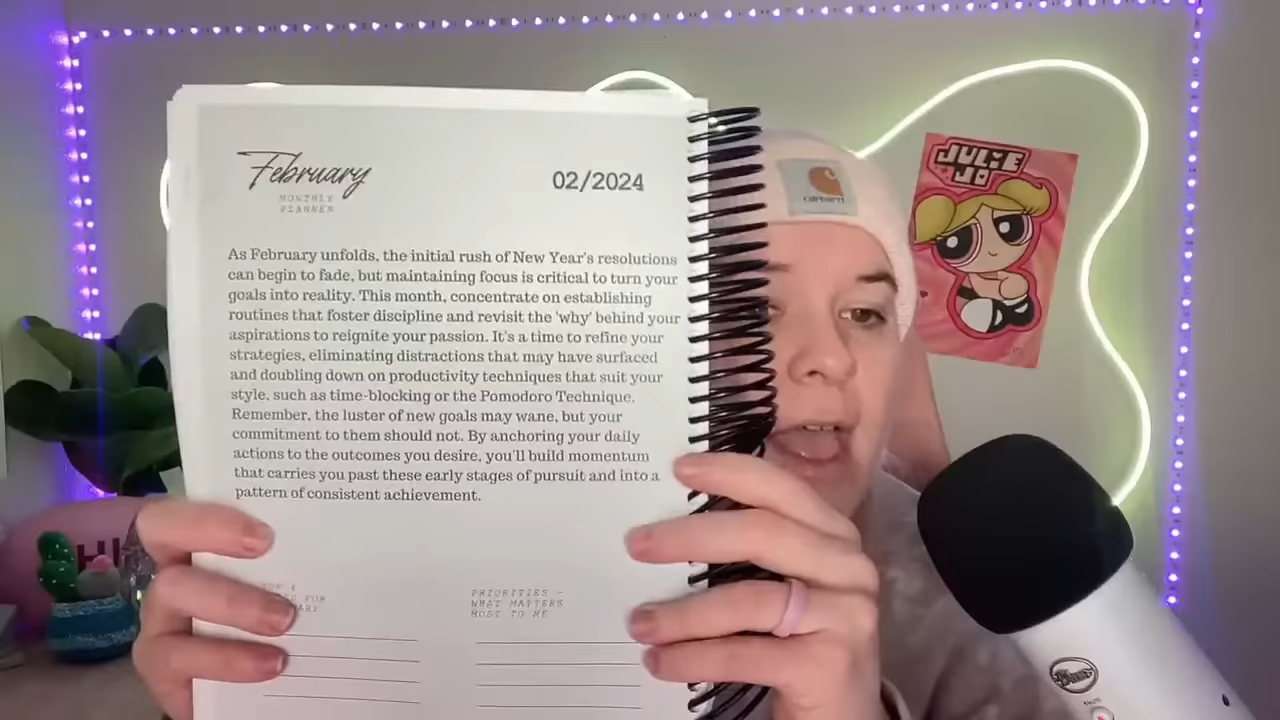 February
MONTHLY
PLANNER
02/2024
As February unfolds, the initial rush of New Year's resolutions
can begin to fade, but maintaining focus is critical to turn your
goals into reality. This month, concentrate on establishing
routines that foster discipline and revisit the 'why' behind your
aspirations to reignite your passion. It's a time to refine your
strategies, eliminating distractions that may have surfaced
and doubling down on productivity techniques that suit your
style, such as time-blocking or the Pomodoro Technique.
Remember, the luster of new goals may wane, but your
commitment to them should not. By anchoring your daily
actions to the outcomes you desire, you'll build momentum
that carries you past these early stages of pursuit and into a
pattern of consistent achievement.
FOR
PRIORITIES -
WHAT MATTERS
MOST TO ME
carhartt
JULIE
JO
HI
Blue